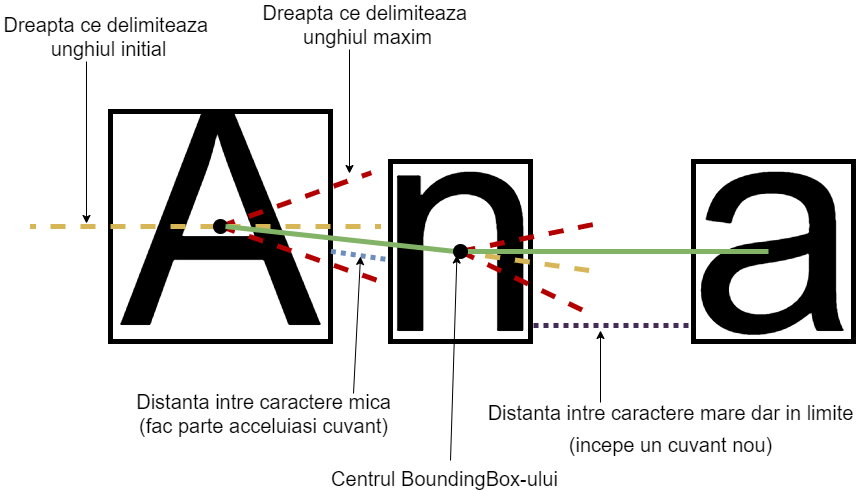 Dreapta ce delimiteaza
unghiul initial
Dreapta ce delimiteaza
unghiul maxim
A n a
Distanta intre caractere mica
(fac parte acceluiasi cuvant)
Distanta intre caractere mare dar in limite
(incepe un cuvant nou)
Centrul BoundingBox-ului